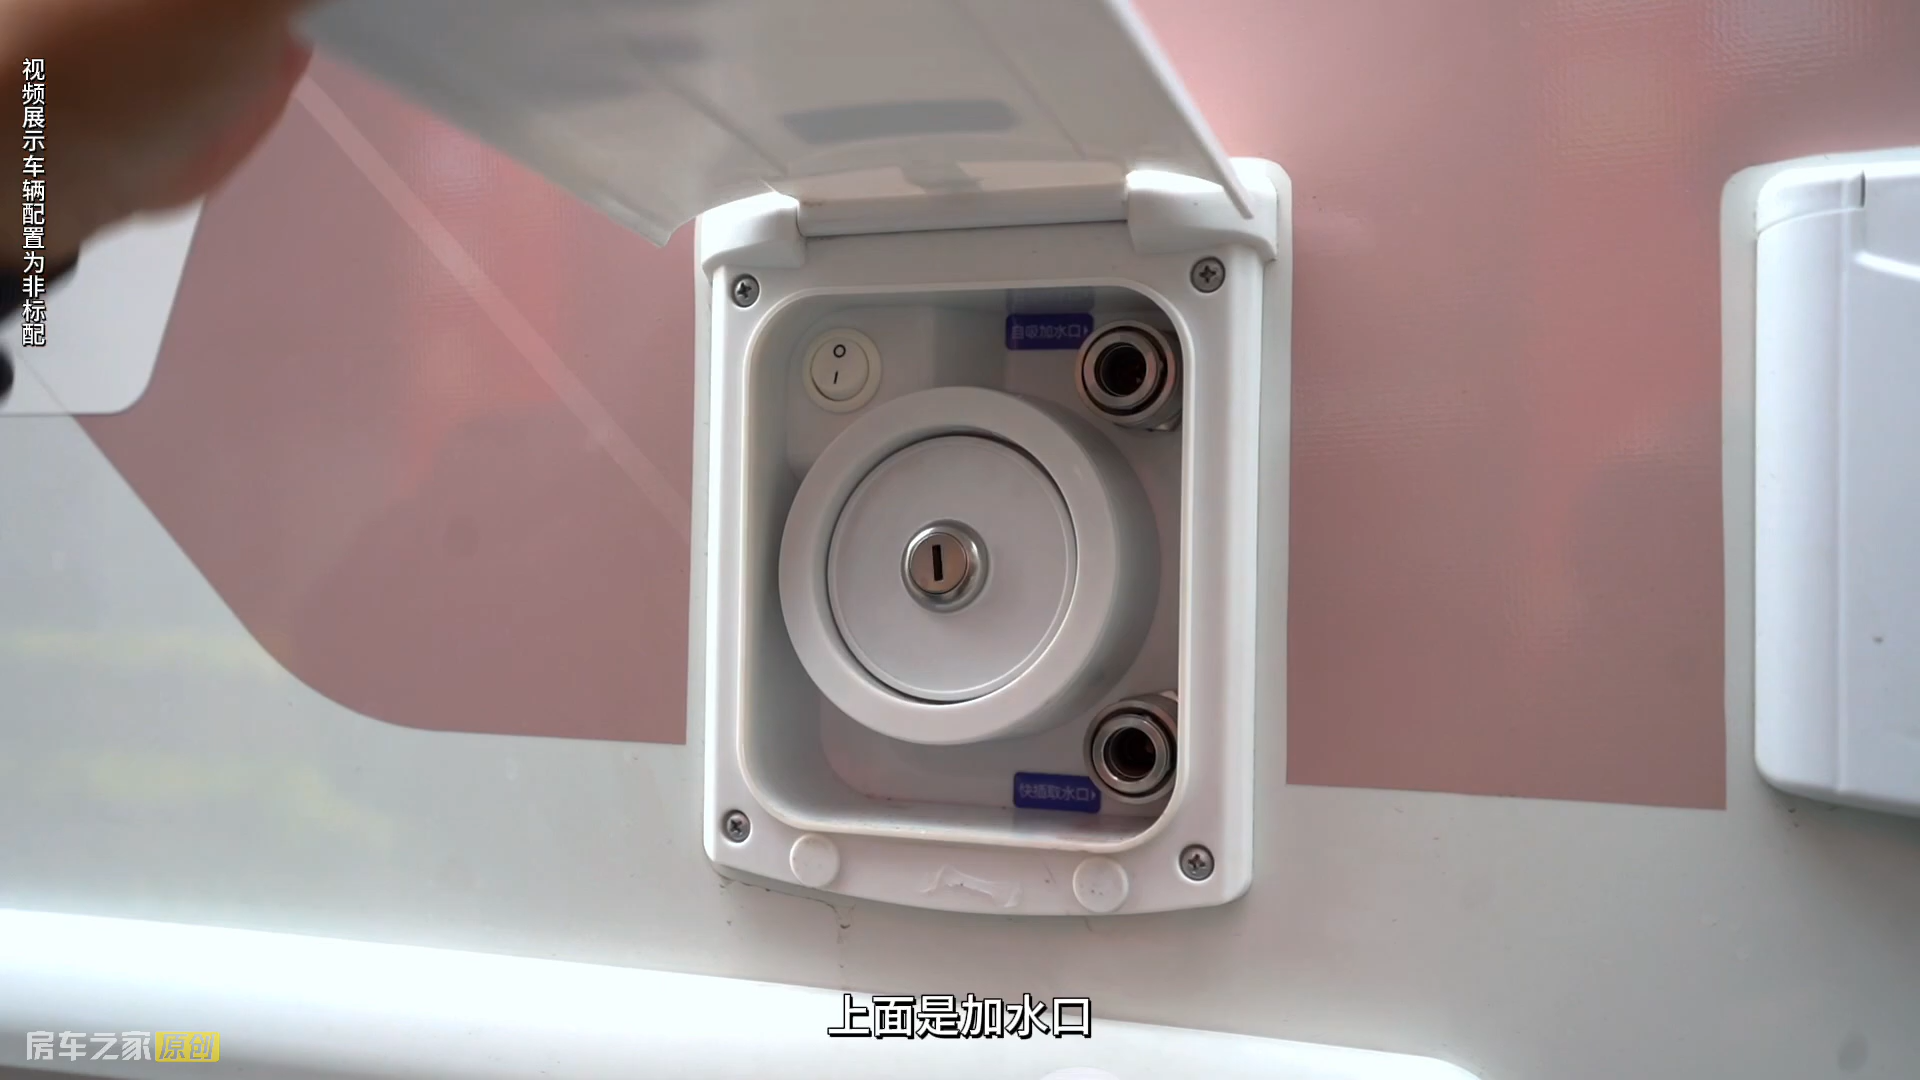 视频展示车辆配置为非标配
自吸加水口
快插取水口
上面是加水口
房车之家原创